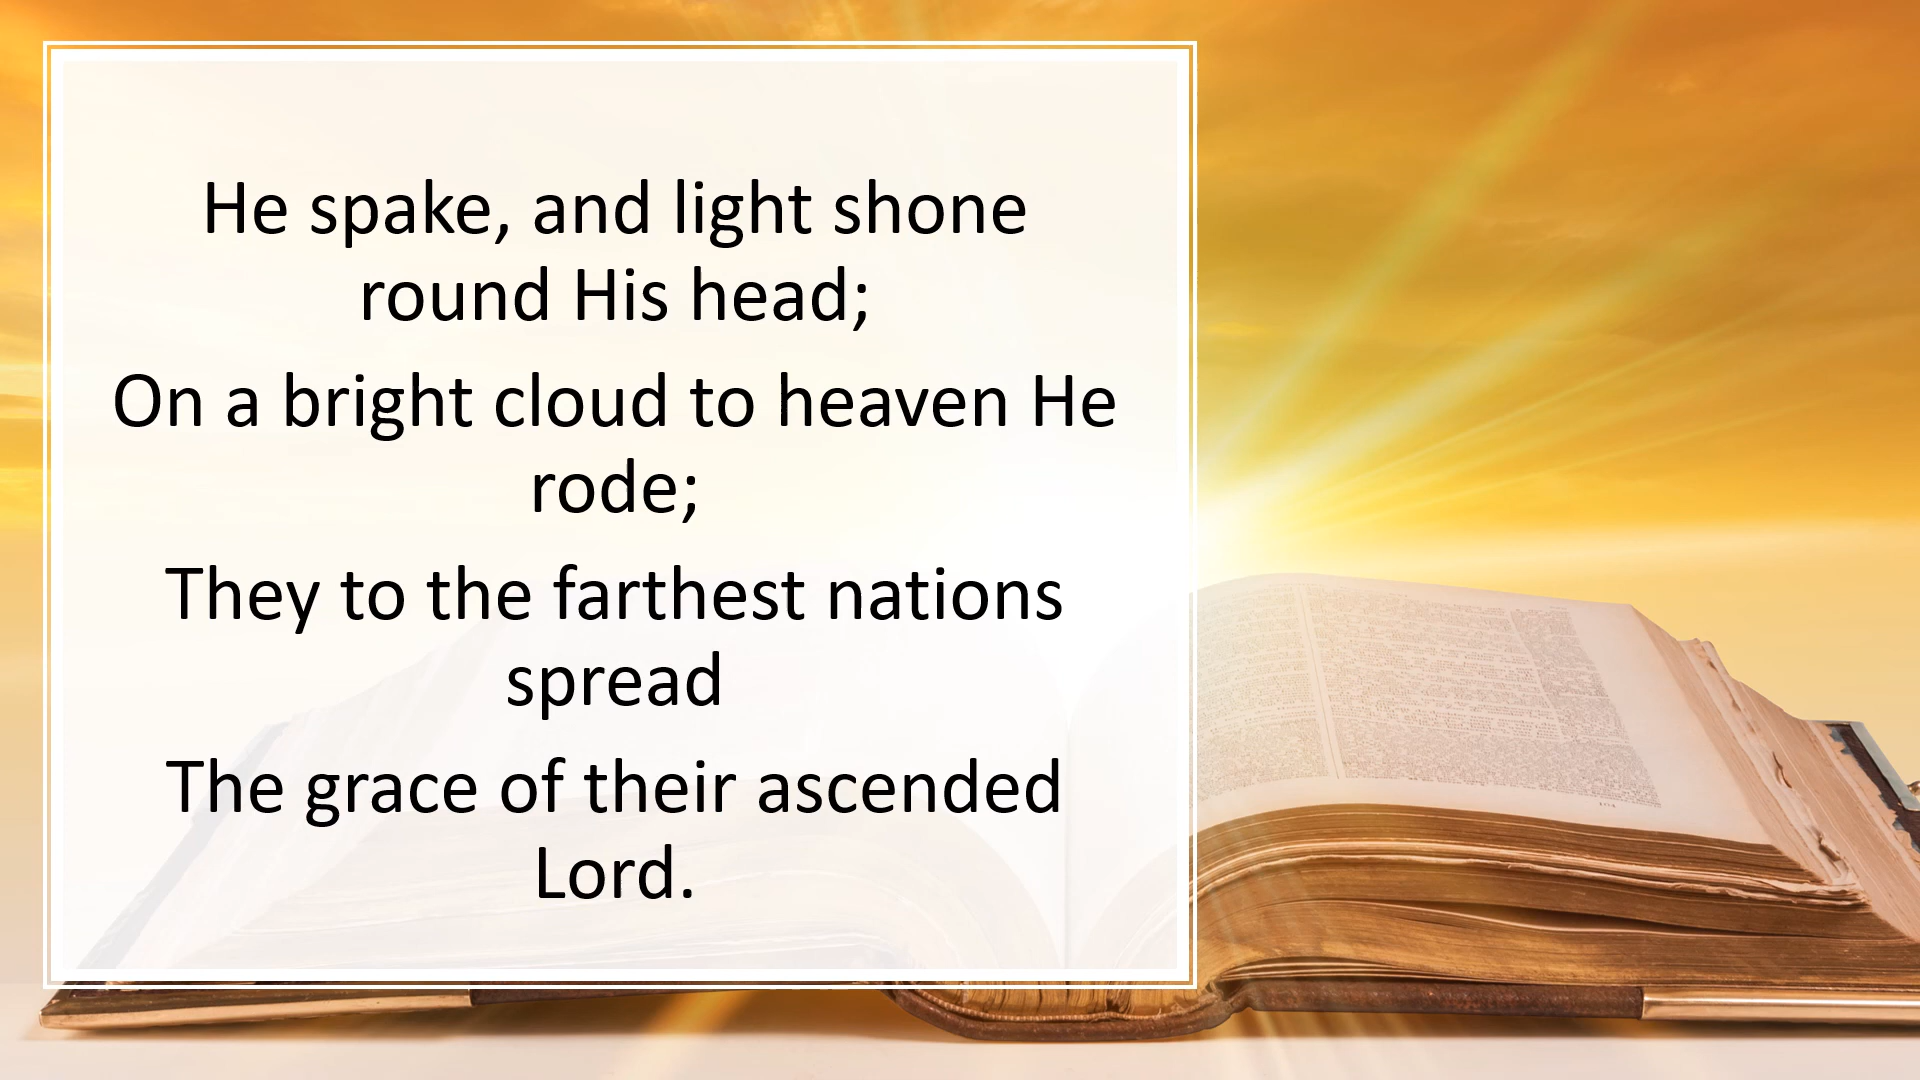 He spake, and light shone
round His head;
On a bright cloud to heaven He
rode;
They to the farthest nations
spread
The grace of their ascended
Lord.